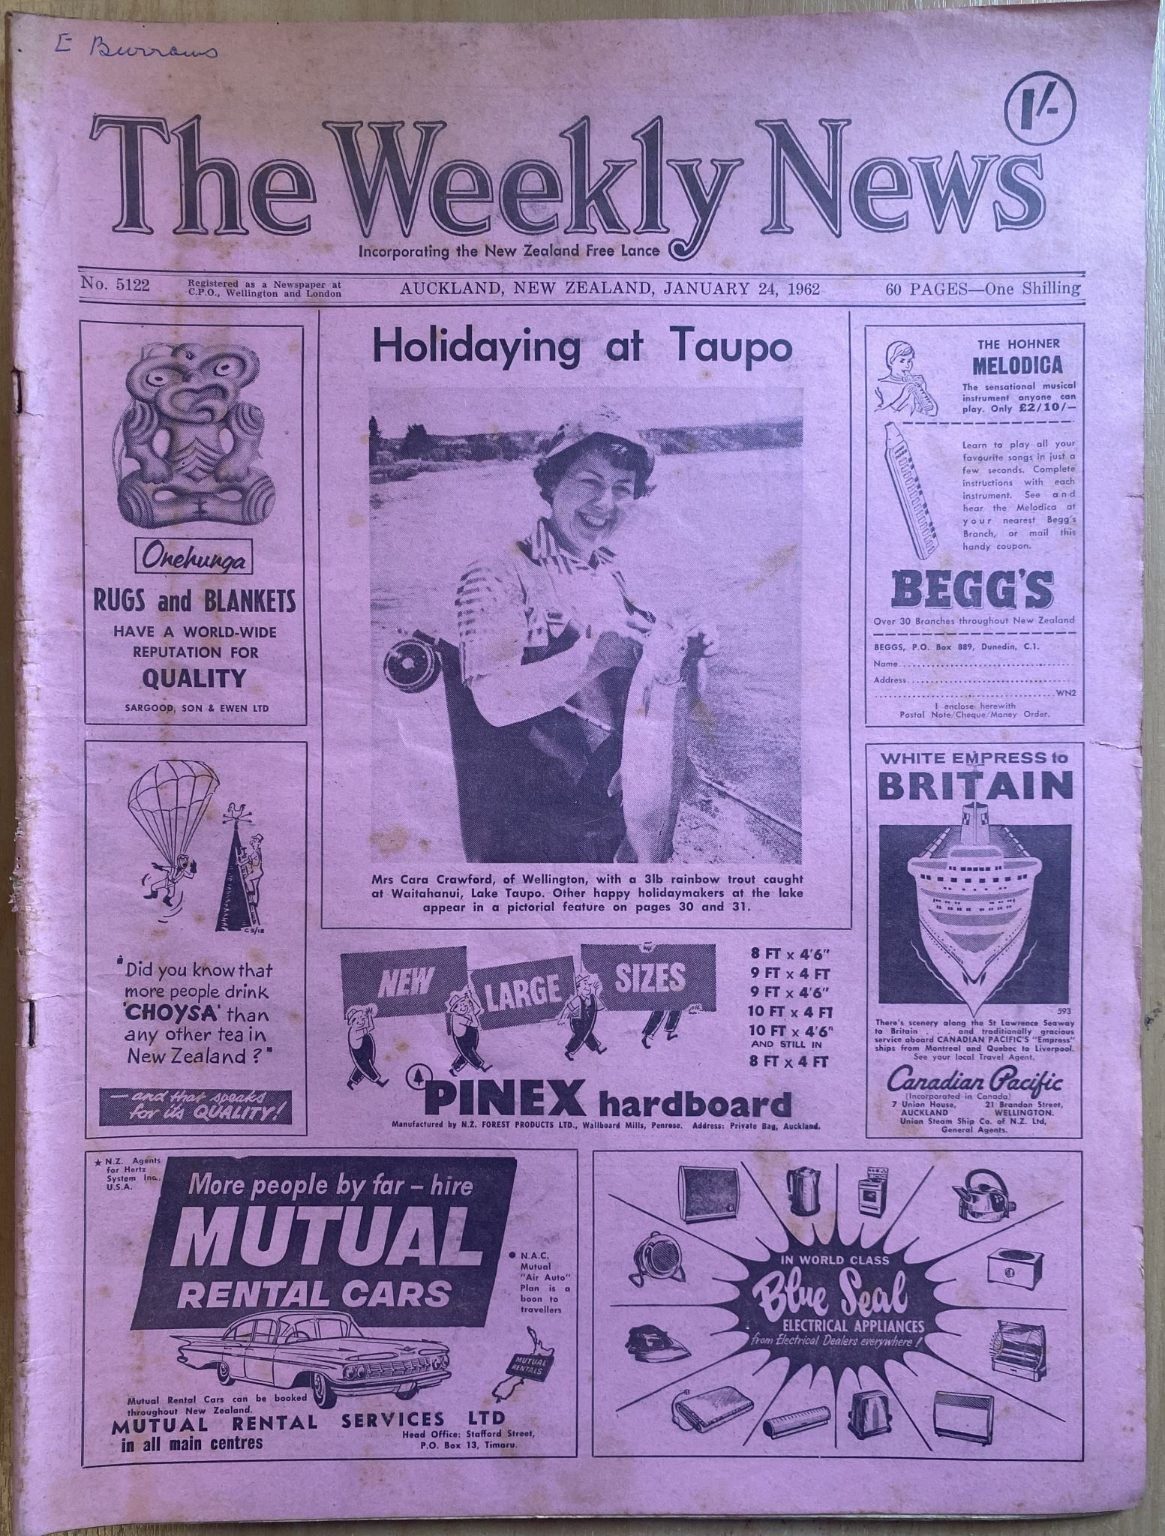 E Burrows
1/-
The Weekly News
Incorporating the New Zealand Free Lance
No. 5122
Registered as a Newspaper at
C.P.O., Wellington and London
AUCKLAND, NEW ZEALAND, JANUARY 24, 1962
60 PAGES—One Shilling
Onehunga
RUGS and BLANKETS
HAVE A WORLD-WIDE
REPUTATION FOR
QUALITY
SARGOOD, SON & EWEN LTD
Holidaying at Taupo
Mrs Cara Crawford, of Wellington, with a 3lb rainbow trout caught
at Waitahanui, Lake Taupo. Other happy holidaymakers at the lake
appear in a pictorial feature on pages 30 and 31.
THE HOHNER
MELODICA
The sensational musical
instrument anyone can
play. Only £2/10/-
Learn to play all your
favourite songs in just a
few seconds. Complete
instructions with each
instrument. See and
hear the Melodica at
your nearest Begg's
Branch, or mail this
handy coupon.
BEGG'S
Over 30 Branches throughout New Zealand
BEGGS, P.O. Box 889, Dunedin, C.1.
Name
Address
WN2
I enclose herewith
Postal Note/Cheque/Money Order.
CS/12
"Did you know that
more people drink
'CHOYSA' than
any other tea in
New Zealand?"
— and that speaks
for its QUALITY!
NEW LARGE SIZES
8 FT x 4'6"
9 FT x 4 FT
9 FT x 4'6"
10 FT x 4 FT
10 FT x 4'6"
AND STILL IN
8 FT x 4 FT
PINEX hardboard
Manufactured by N.Z. FOREST PRODUCTS LTD., Wallboard Mills, Penrose. Address: Private Bag, Auckland.
WHITE EMPRESS to
BRITAIN
593
There's scenery along the St Lawrence Seaway
to Britain . . . and traditionally gracious
service aboard CANADIAN PACIFIC'S "Empress"
ships from Montreal and Quebec to Liverpool.
See your local Travel Agent.
Canadian Pacific
(Incorporated in Canada)
7 Union House, 21 Brandon Street,
AUCKLAND WELLINGTON.
Union Steam Ship Co. of N.Z. Ltd,
General Agents.
★ N.Z. Agents
for Hertz
System Inc.,
U.S.A.
More people by far – hire
MUTUAL
RENTAL CARS
● N.A.C.
Mutual
"Air Auto"
Plan is a
boon to
travellers
MUTUAL
RENTALS
Mutual Rental Cars can be booked
throughout New Zealand.
MUTUAL RENTAL SERVICES LTD
in all main centres
Head Office: Stafford Street,
P.O. Box 13, Timaru.
IN WORLD CLASS
Blue Seal
ELECTRICAL APPLIANCES
from Electrical Dealers everywhere!